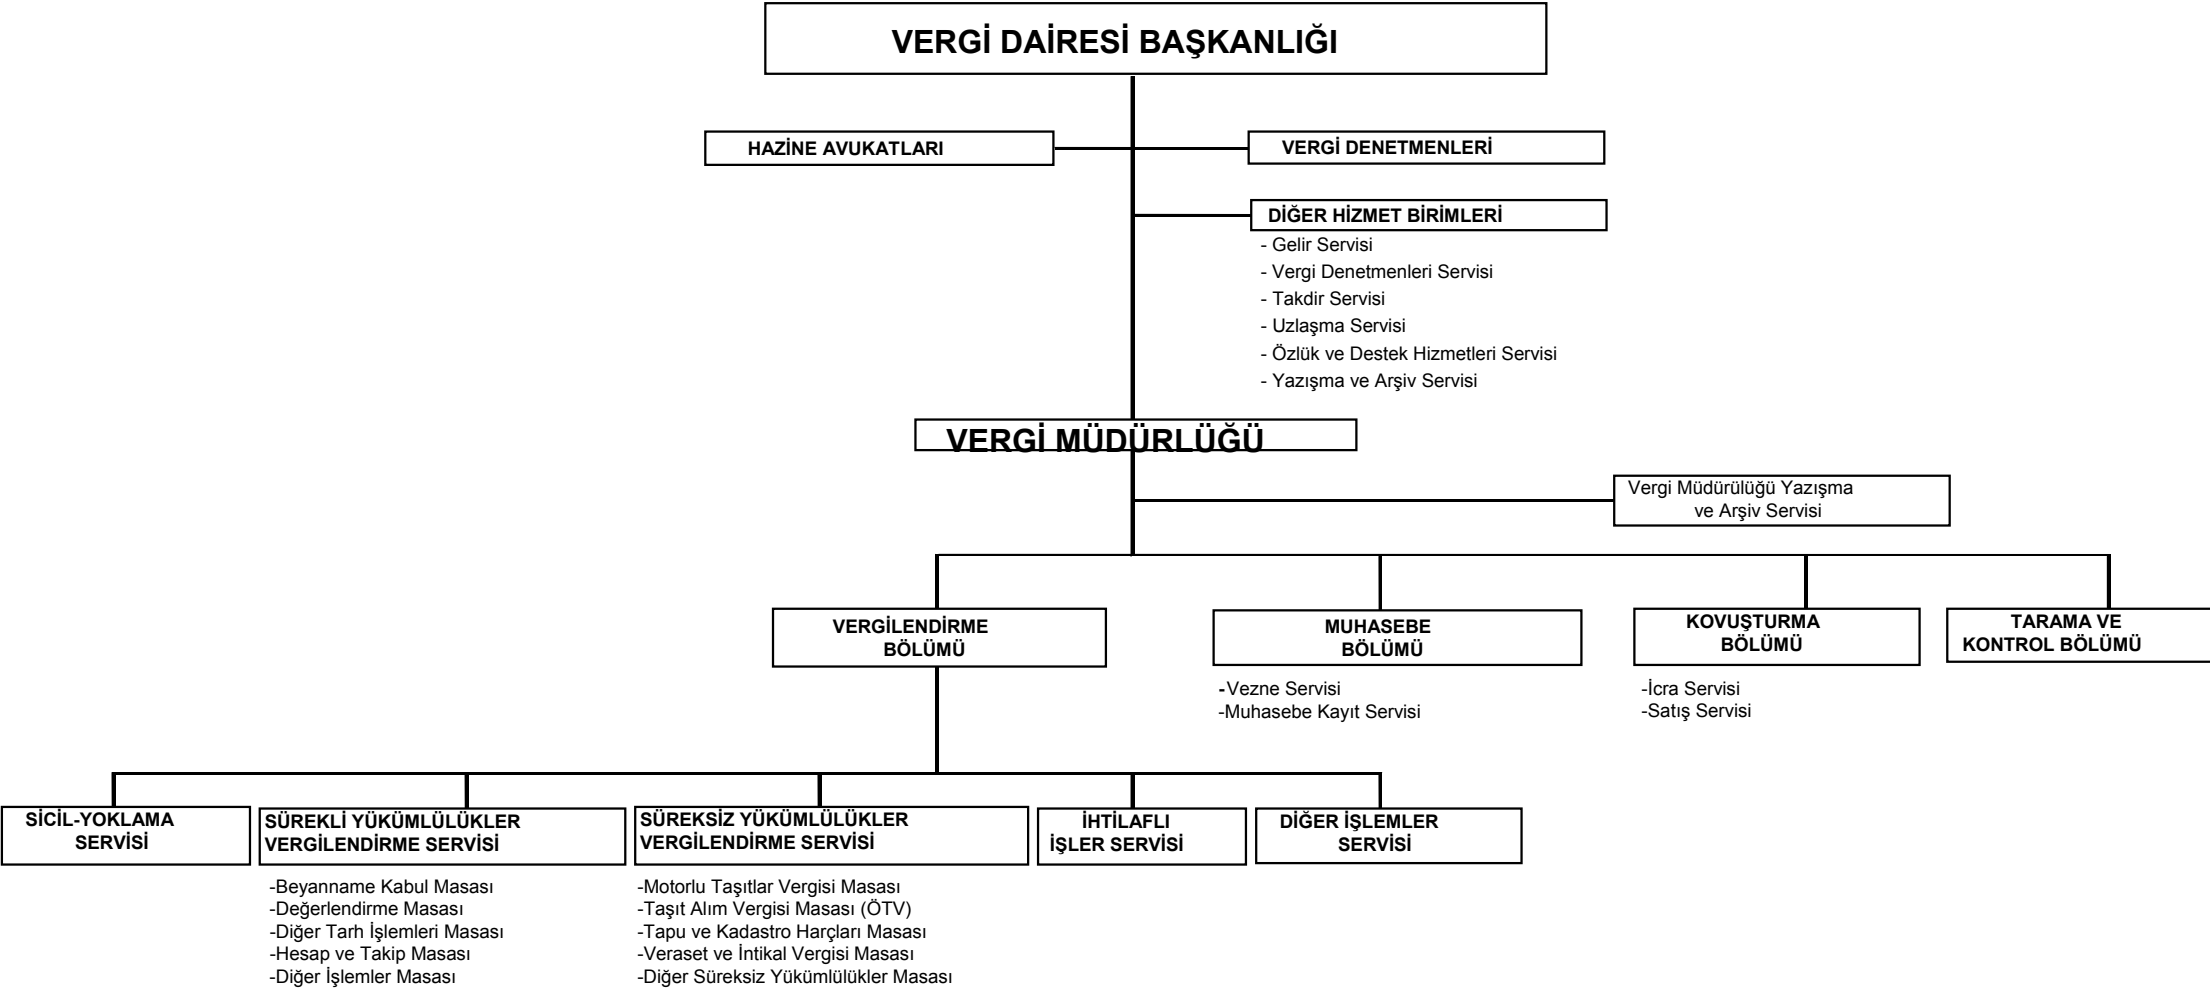 VERGİ DAİRESİ BAŞKANLIĞI
HAZİNE AVUKATLARI
VERGİ DENETMENLERİ
DİĞER HİZMET BİRİMLERİ
- Gelir Servisi
- Vergi Denetmenleri Servisi
- Takdir Servisi
- Uzlaşma Servisi
- Özlük ve Destek Hizmetleri Servisi
- Yazışma ve Arşiv Servisi
VERGİ MÜDÜRLÜĞÜ
Vergi Müdürülüğü Yazışma
ve Arşiv Servisi
VERGİLENDİRME
BÖLÜMÜ
MUHASEBE
BÖLÜMÜ
-Vezne Servisi
-Muhasebe Kayıt Servisi
KOVUŞTURMA
BÖLÜMÜ
-İcra Servisi
-Satış Servisi
TARAMA VE
KONTROL BÖLÜMÜ
SİCİL-YOKLAMA
SERVİSİ
SÜREKLİ YÜKÜMLÜLÜKLER
VERGİLENDİRME SERVİSİ
-Beyanname Kabul Masası
-Değerlendirme Masası
-Diğer Tarh İşlemleri Masası
-Hesap ve Takip Masası
-Diğer İşlemler Masası
SÜREKSİZ YÜKÜMLÜLÜKLER
VERGİLENDİRME SERVİSİ
-Motorlu Taşıtlar Vergisi Masası
-Taşıt Alım Vergisi Masası (ÖTV)
-Tapu ve Kadastro Harçları Masası
-Veraset ve İntikal Vergisi Masası
-Diğer Süreksiz Yükümlülükler Masası
İHTİLAFLI
İŞLER SERVİSİ
DİĞER İŞLEMLER
SERVİSİ